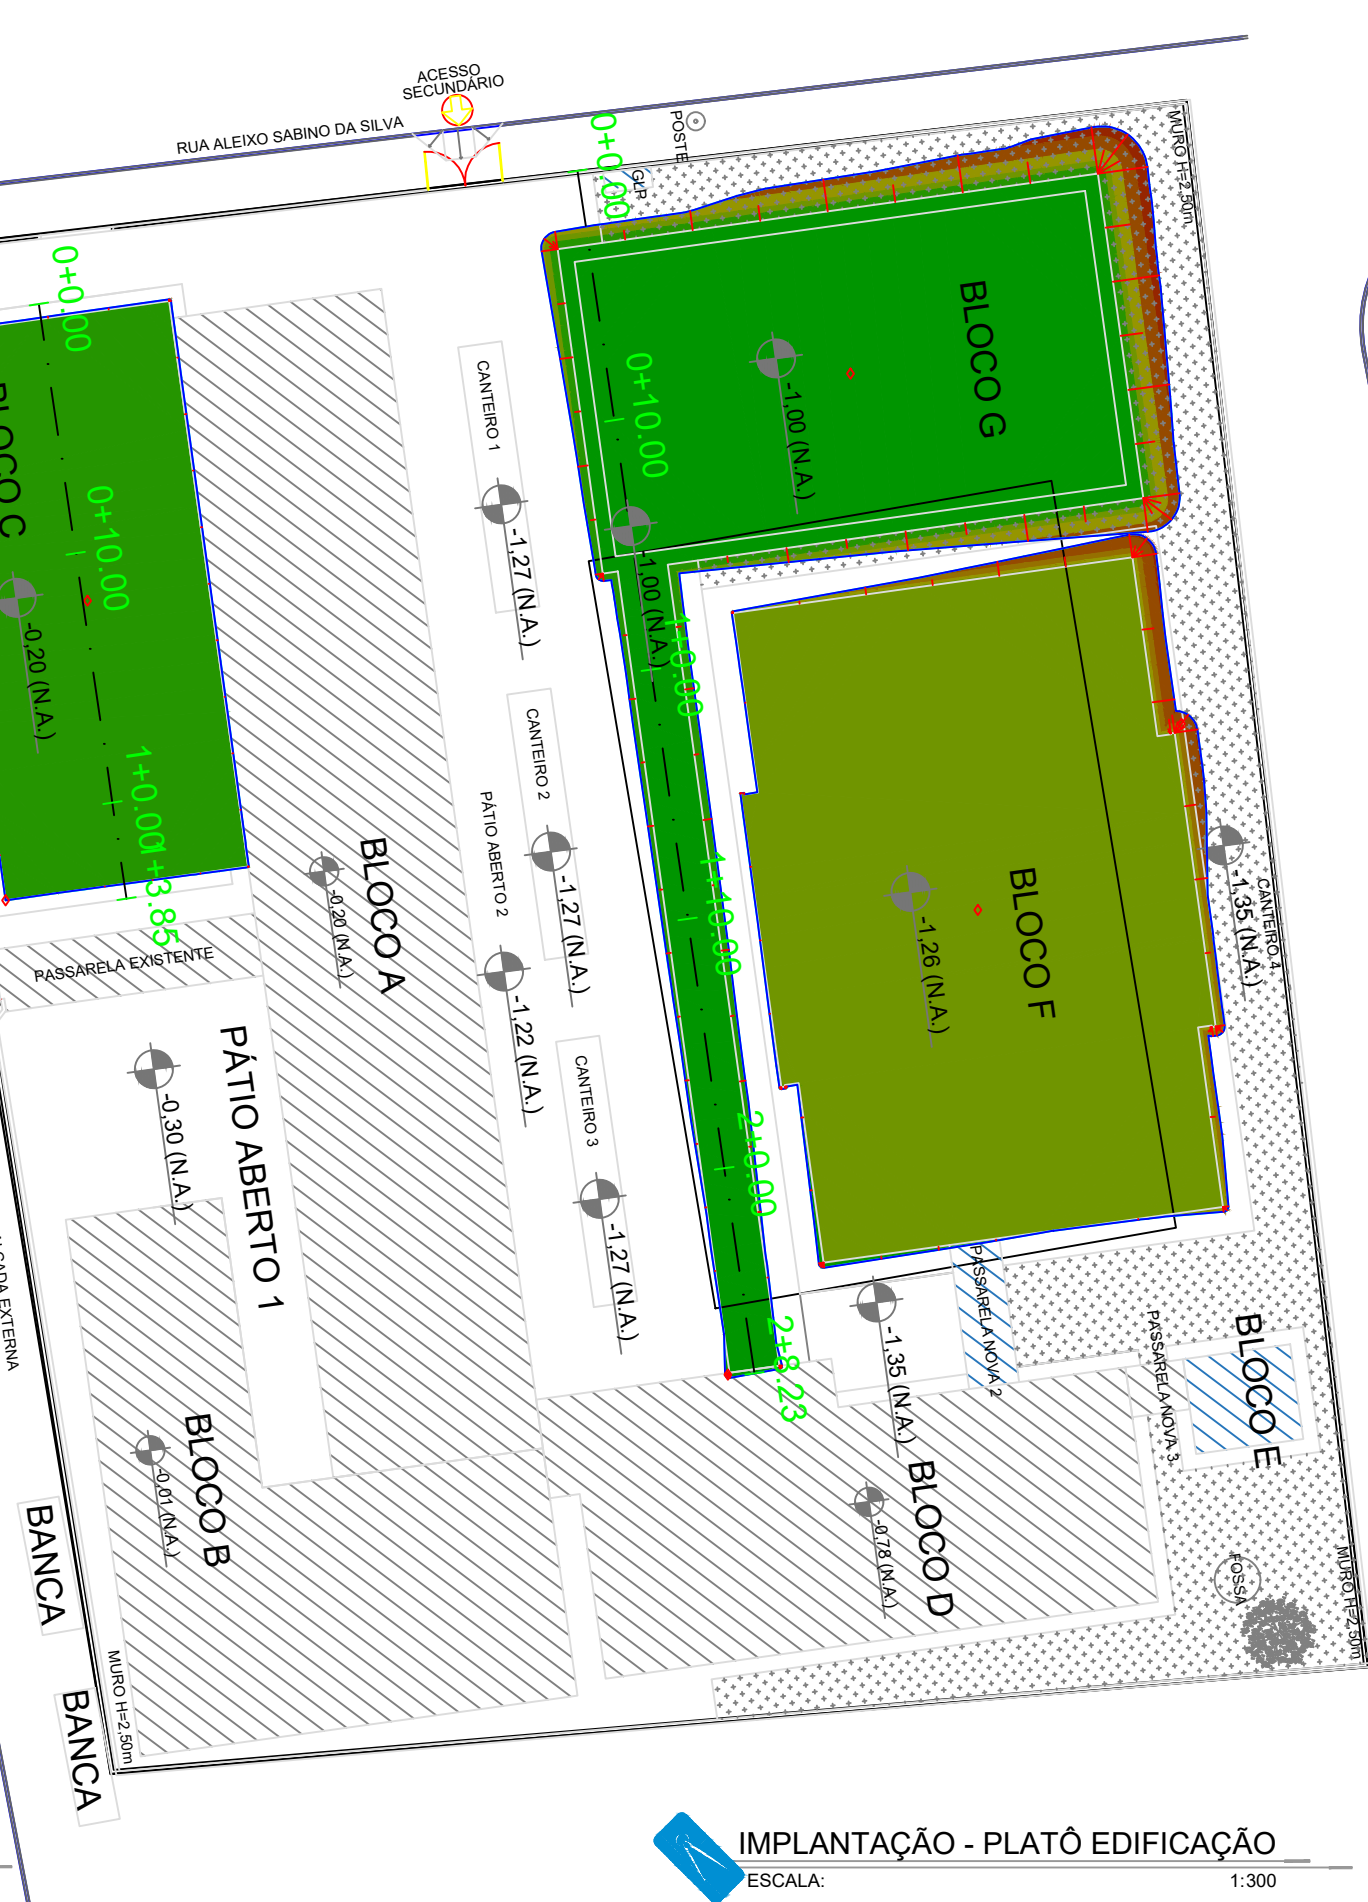 ACESSO
SECUNDÁRIO
RUA ALEIXO SABINO DA SILVA
POSTE
GLP
MURO H=2,50m
0+0.00
0+0.00
BLOCO G
-1,00 (N.A.)
0+10.00
CANTEIRO 1
-1,27 (N.A.)
-1,00 (N.A.)
BLOCO C
0+10.00
-0,20 (N.A.)
1+0.00
1+3.85
1+0.00
CANTEIRO 2
-1,27 (N.A.)
PÁTIO ABERTO 2
-1,22 (N.A.)
BLOCO A
-0,20 (N.A.)
1+10.00
BLOCO F
-1,26 (N.A.)
CANTEIRO 4
-1,35 (N.A.)
PASSARELA EXISTENTE
PÁTIO ABERTO 1
-0,30 (N.A.)
CANTEIRO 3
-1,27 (N.A.)
2+0.00
2+8.23
-1,35 (N.A.)
PASSARELA NOVA 2
PASSARELA NOVA 3
BLOCO E
BLOCO D
-0,78 (N.A.)
BLOCO B
-0,01 (N.A.)
FOSSA
MURO H=2,50m
BANCA
BANCA
MURO H=2,50m
EXTERNA
IMPLANTAÇÃO - PLATÔ EDIFICAÇÃO
ESCALA:
1:300